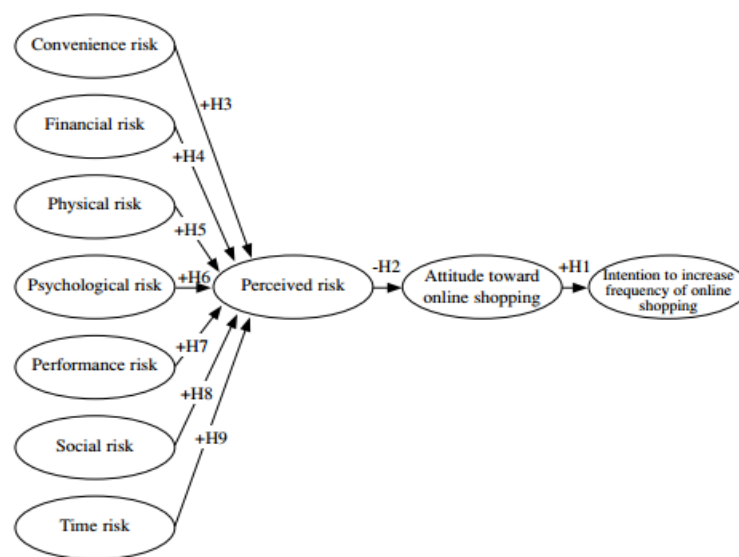 Convenience risk
+H3
Financial risk
+H4
Physical risk
+H5
Psychological risk
+H6
Perceived risk
-H2
Attitude toward
online shopping
+H1
Intention to increase
frequency of online
shopping
Performance risk
+H7
Social risk
+H8
+H9
Time risk